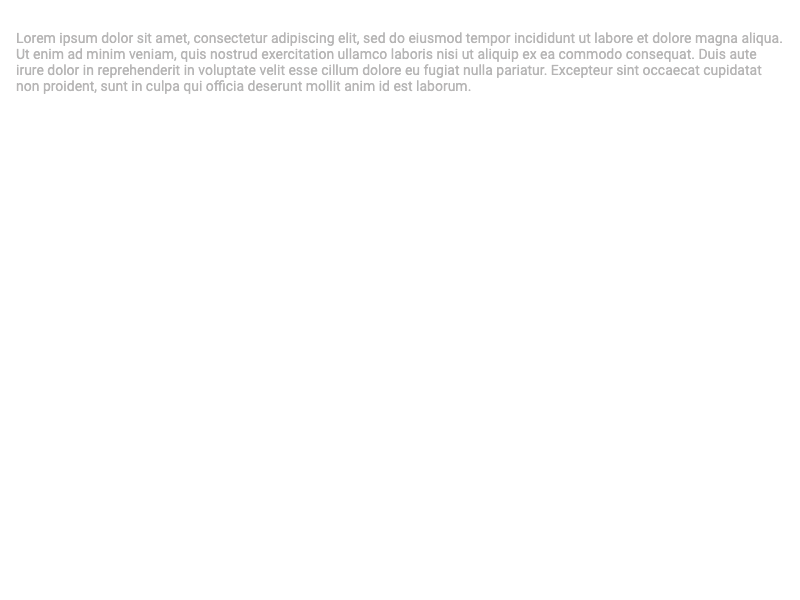 Lorem ipsum dolor sit amet, consectetur adipiscing elit, sed do eiusmod tempor incididunt ut labore et dolore magna aliqua.
Ut enim ad minim veniam, quis nostrud exercitation ullamco laboris nisi ut aliquip ex ea commodo consequat. Duis aute
irure dolor in reprehenderit in voluptate velit esse cillum dolore eu fugiat nulla pariatur. Excepteur sint occaecat cupidatat
non proident, sunt in culpa qui officia deserunt mollit anim id est laborum.